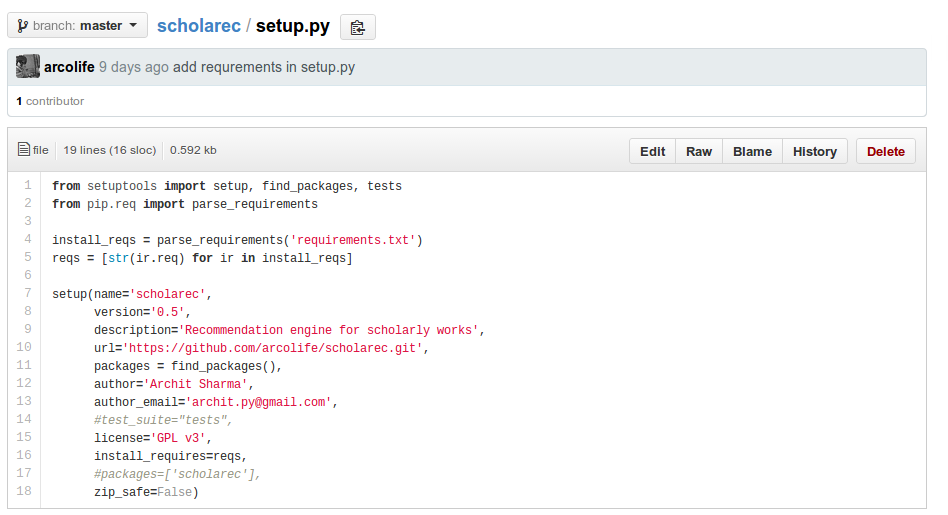 branch: master scholarec / setup.py
arcolife 9 days ago add requrements in setup.py
1 contributor
file 19 lines (16 sloc) 0.592 kb Edit Raw Blame History Delete
1 from setuptools import setup, find_packages, tests
2 from pip.req import parse_requirements
3
4 install_reqs = parse_requirements('requirements.txt')
5 reqs = [str(ir.req) for ir in install_reqs]
6
7 setup(name='scholarec',
8 version='0.5',
9 description='Recommendation engine for scholarly works',
10 url='https://github.com/arcolife/scholarec.git',
11 packages = find_packages(),
12 author='Archit Sharma',
13 author_email='archit.py@gmail.com',
14 #test_suite="tests",
15 license='GPL v3',
16 install_requires=reqs,
17 #packages=['scholarec'],
18 zip_safe=False)